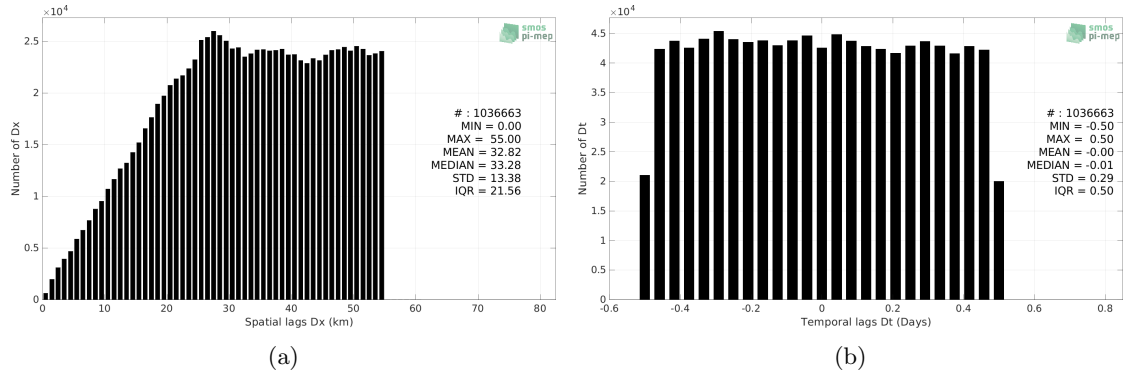 ×10⁴
2.5
2
1.5
1
0.5
0
Number of Dx
0 10 20 30 40 50 60 70 80
Spatial lags Dx (km)
smos
pi-mep
# : 1036663
MIN = 0.00
MAX = 55.00
MEAN = 32.82
MEDIAN = 33.28
STD = 13.38
IQR = 21.56
(a)
×10⁴
4.5
4
3.5
3
2.5
2
1.5
1
0.5
0
Number of Dt
-0.6 -0.4 -0.2 0 0.2 0.4 0.6 0.8
Temporal lags Dt (Days)
smos
pi-mep
# : 1036663
MIN = -0.50
MAX = 0.50
MEAN = -0.00
MEDIAN = -0.01
STD = 0.29
IQR = 0.50
(b)